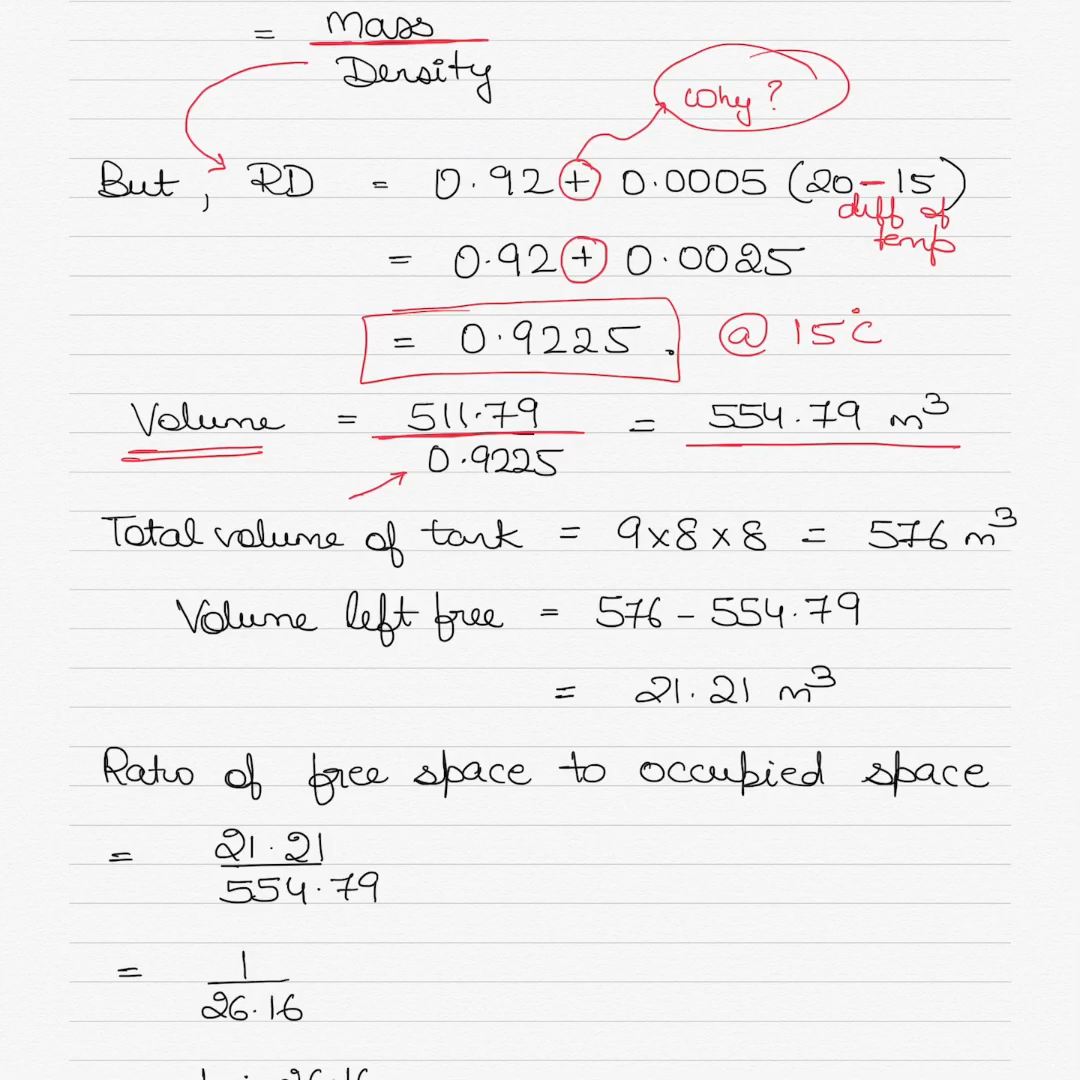 = Mass
Density
Why?
But, RD = 0.92 + 0.0005 (20 - 15)
diff of
temp
= 0.92 + 0.0025
= 0.9225. @ 15°C
Volume = 511.79 / 0.9225 = 554.79 m³
Total volume of tank = 9x8x8 = 576 m³
Volume left free = 576 - 554.79
= 21.21 m³
Ratio of free space to occupied space
= 21.21
554.79
= 1
26.16